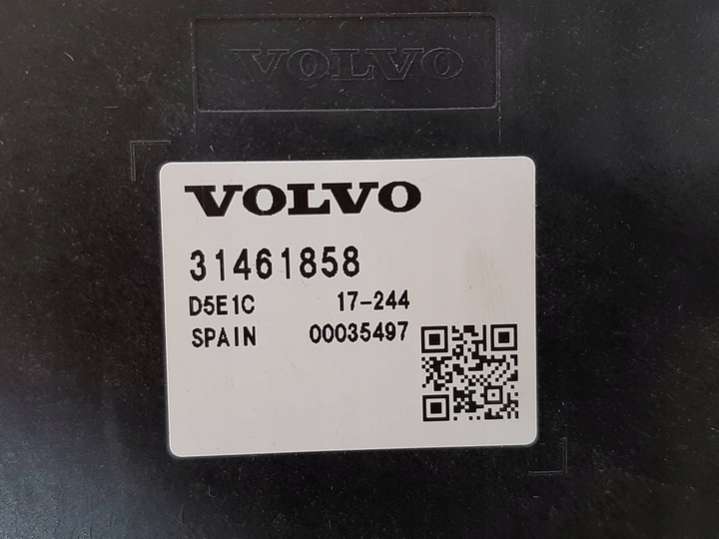 VOLVO
VOLVO
31461858
D5E1C 17-244
SPAIN 00035497